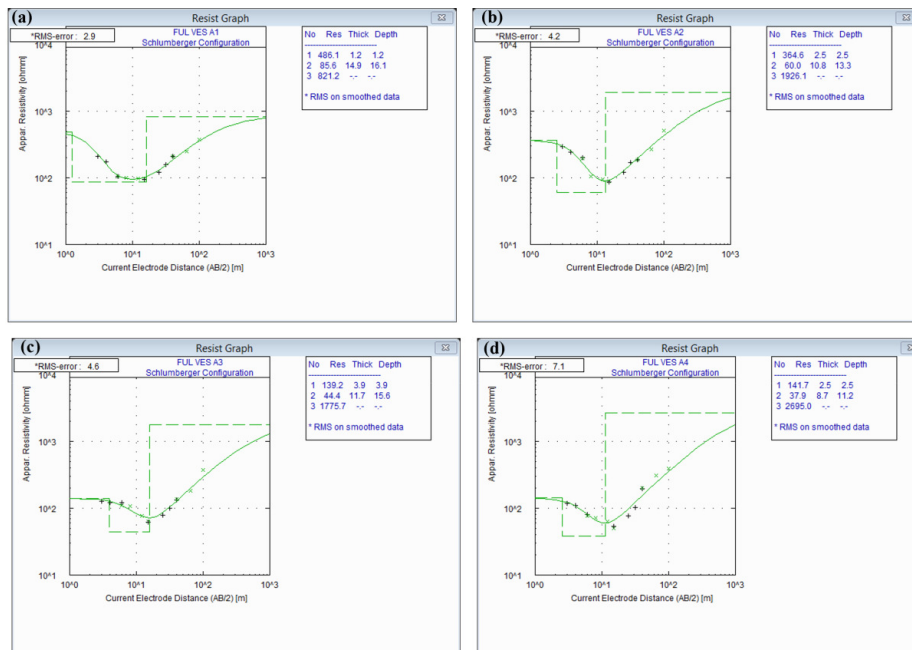 (a)
Resist Graph
*RMS-error : 2.9
FUL VES A1
Schlumberger Configuration
10^4
10^3
10^2
10^1
Appar. Resistivity [ohmm]
10^0 10^1 10^2 10^3
Current Electrode Distance (AB/2) [m]
No Res Thick Depth
1 486.1 1.2 1.2
2 85.6 14.9 16.1
3 821.2 -.- -.-
* RMS on smoothed data
(b)
Resist Graph
*RMS-error : 4.2
FUL VES A2
Schlumberger Configuration
10^4
10^3
10^2
10^1
Appar. Resistivity [ohmm]
10^0 10^1 10^2 10^3
Current Electrode Distance (AB/2) [m]
No Res Thick Depth
1 364.6 2.5 2.5
2 60.0 10.8 13.3
3 1926.1 -.- -.-
* RMS on smoothed data
(c)
Resist Graph
*RMS-error : 4.6
FUL VES A3
Schlumberger Configuration
10^4
10^3
10^2
10^1
Appar. Resistivity [ohmm]
10^0 10^1 10^2 10^3
Current Electrode Distance (AB/2) [m]
No Res Thick Depth
1 139.2 3.9 3.9
2 44.4 11.7 15.6
3 1775.7 -.- -.-
* RMS on smoothed data
(d)
Resist Graph
*RMS-error : 7.1
FUL VES A4
Schlumberger Configuration
10^4
10^3
10^2
10^1
Appar. Resistivity [ohmm]
10^0 10^1 10^2 10^3
Current Electrode Distance (AB/2) [m]
No Res Thick Depth
1 141.7 2.5 2.5
2 37.9 8.7 11.2
3 2695.0 -.- -.-
* RMS on smoothed data